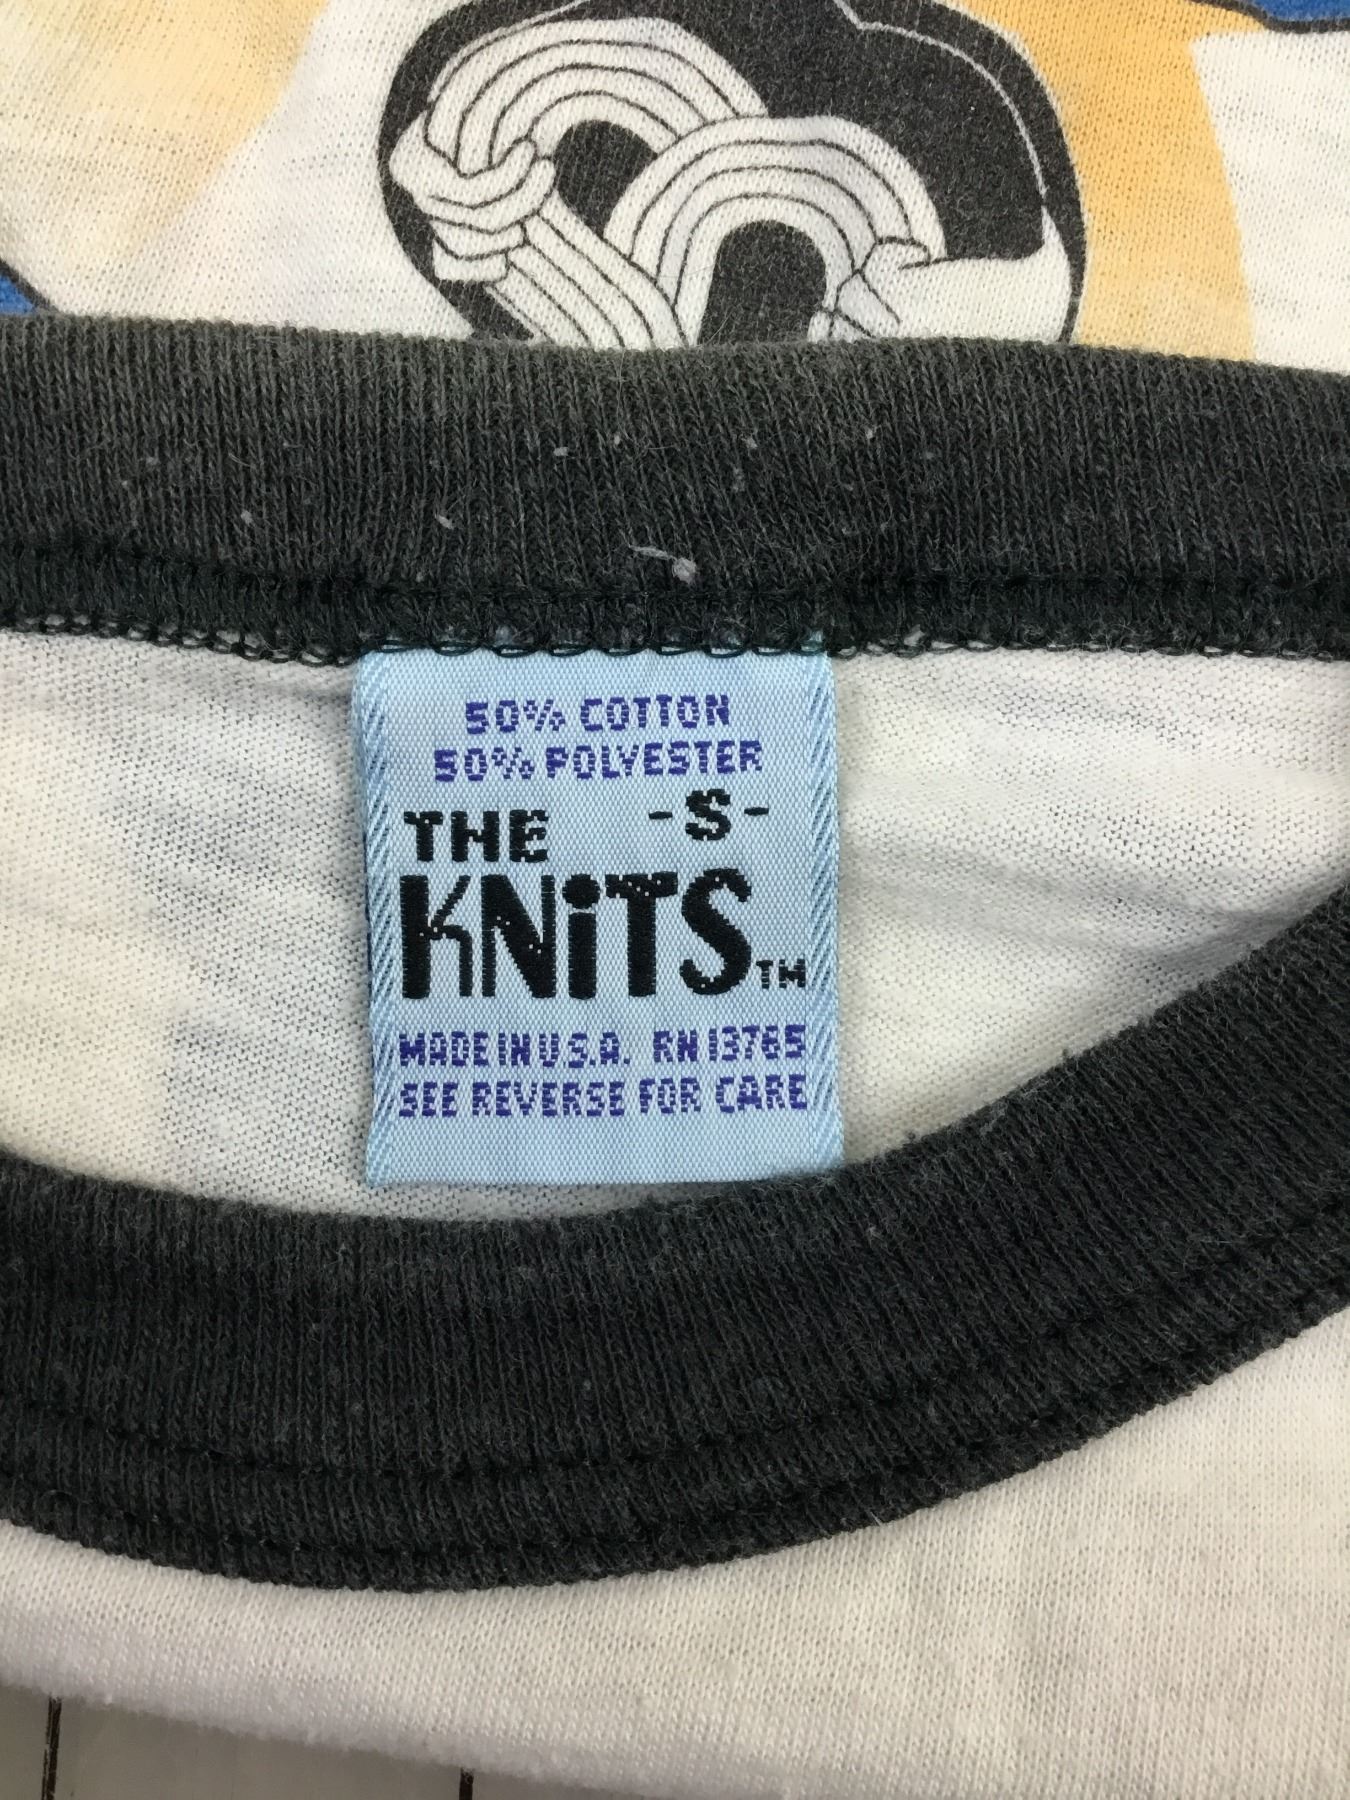 50% COTTON
50% POLYESTER
-S-
THE
KNiTS TM
MADE IN U.S.A. RN 13765
SEE REVERSE FOR CARE